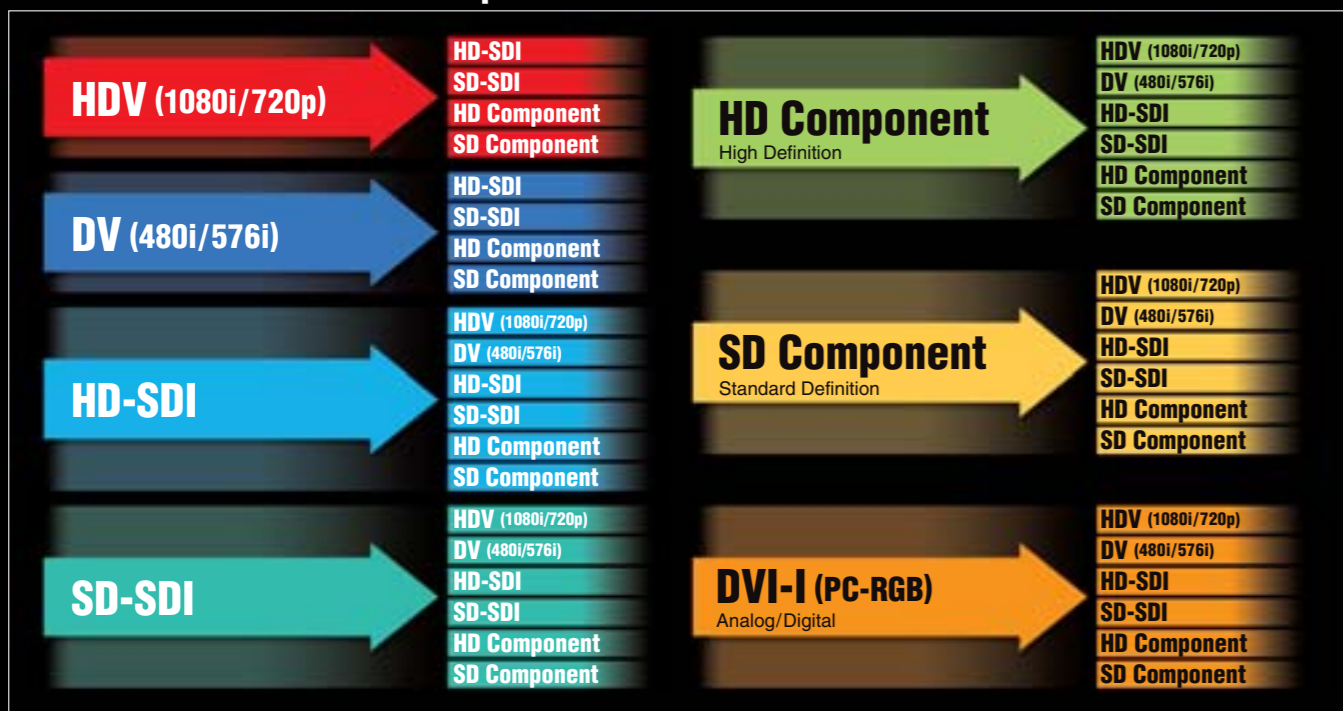 HDV (1080i/720p)
HD-SDI
SD-SDI
HD Component
SD Component
DV (480i/576i)
HD-SDI
SD-SDI
HD Component
SD Component
HD-SDI
HDV (1080i/720p)
DV (480i/576i)
HD-SDI
SD-SDI
HD Component
SD Component
SD-SDI
HDV (1080i/720p)
DV (480i/576i)
HD-SDI
SD-SDI
HD Component
SD Component
HD Component
High Definition
HDV (1080i/720p)
DV (480i/576i)
HD-SDI
SD-SDI
HD Component
SD Component
SD Component
Standard Definition
HDV (1080i/720p)
DV (480i/576i)
HD-SDI
SD-SDI
HD Component
SD Component
DVI-I (PC-RGB)
Analog/Digital
HDV (1080i/720p)
DV (480i/576i)
HD-SDI
SD-SDI
HD Component
SD Component